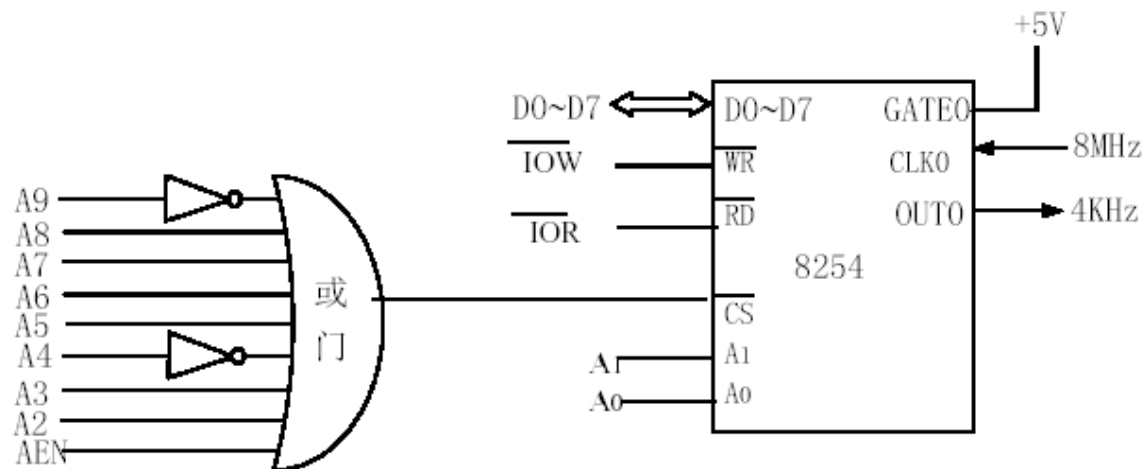 +5V
D0~D7
D0~D7
GATE0
IOW
WR
CLK0
8MHz
A9
IOR
RD
OUT0
4KHz
A8
A7
8254
A6
或
CS
A5
门
A4
A1
A1
A3
A0
A0
A2
AEN